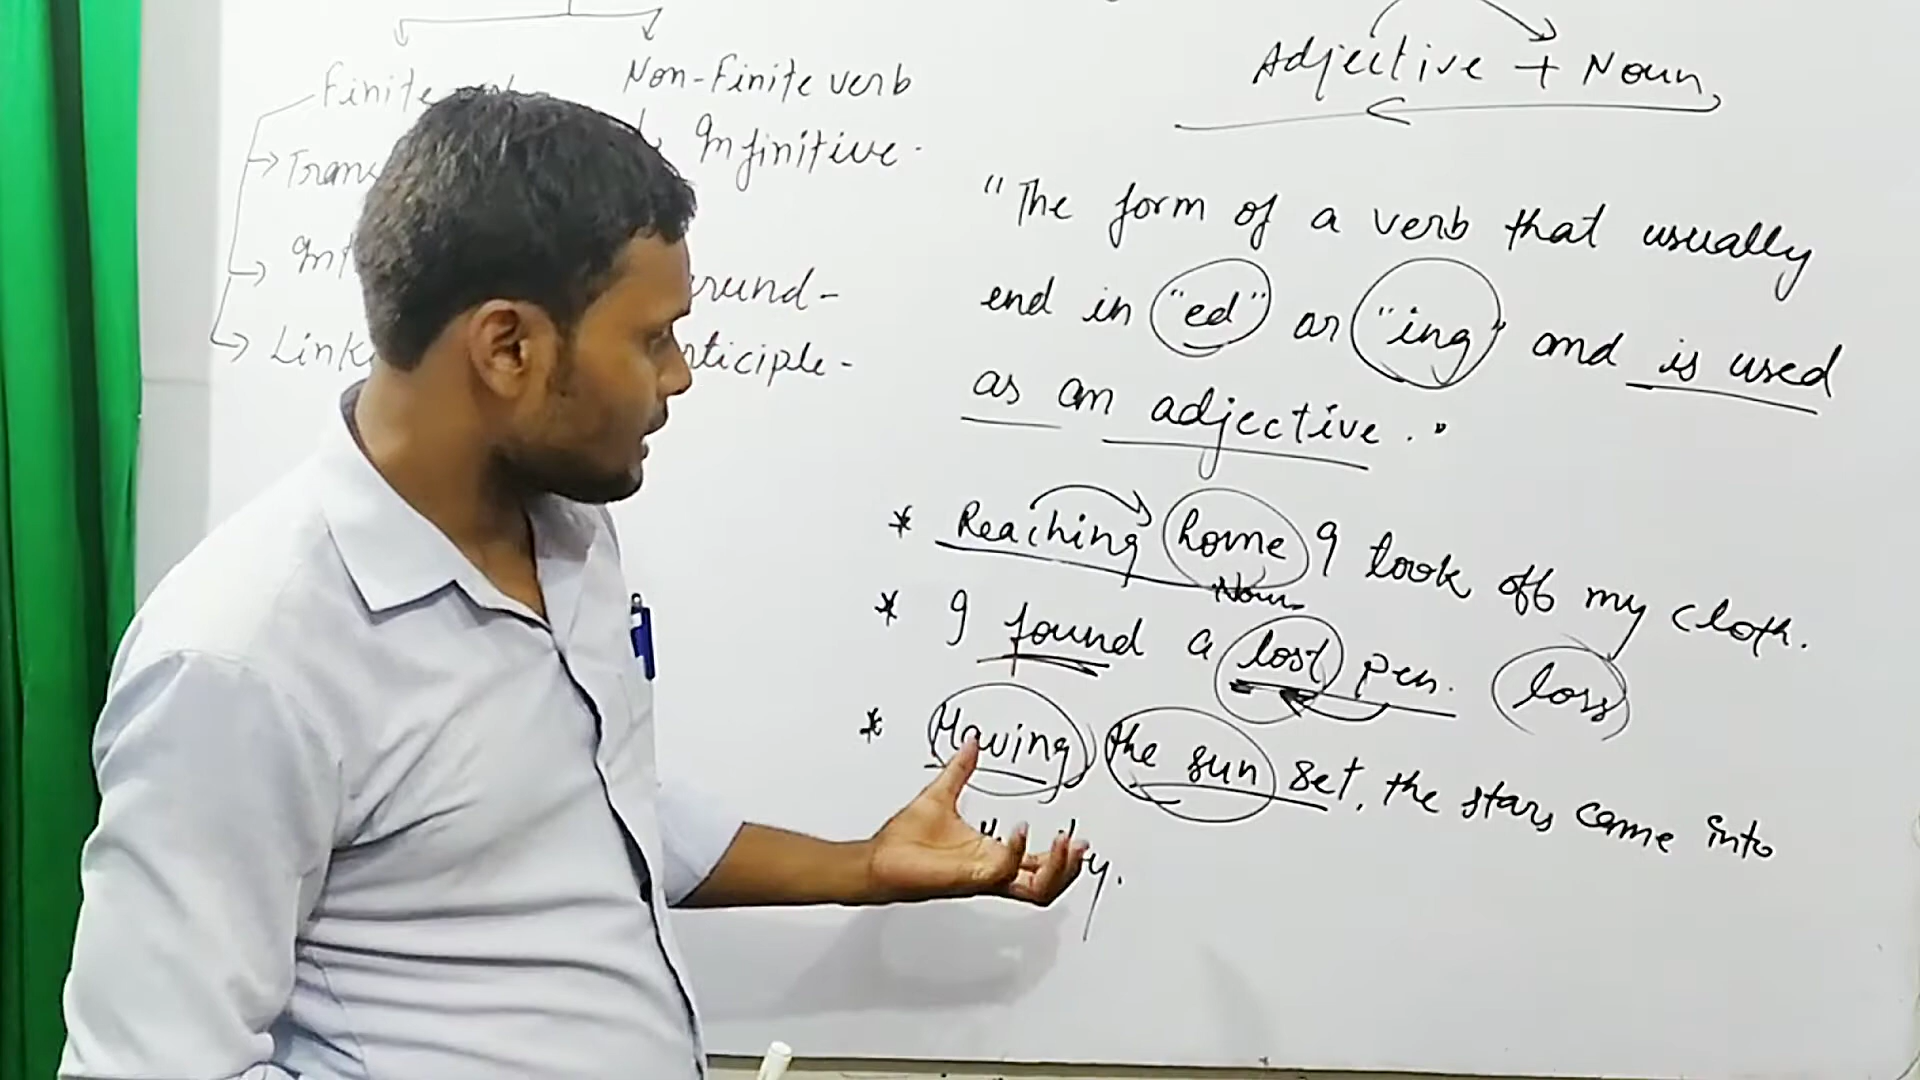 Finite
Non-Finite verb
Infinitive.
Adjective + Noun
"The form of a verb that usually
end in "ed" or "ing" and is used
as an adjective."
* Reaching home I took off my cloth.
Noun
* I found a lost pen. loss
* Having the sun set, the stars came into